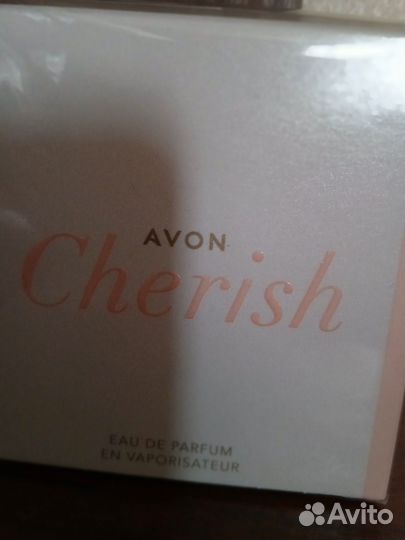 AVON
Cherish
EAU DE PARFUM
EN VAPORISATEUR
Avito